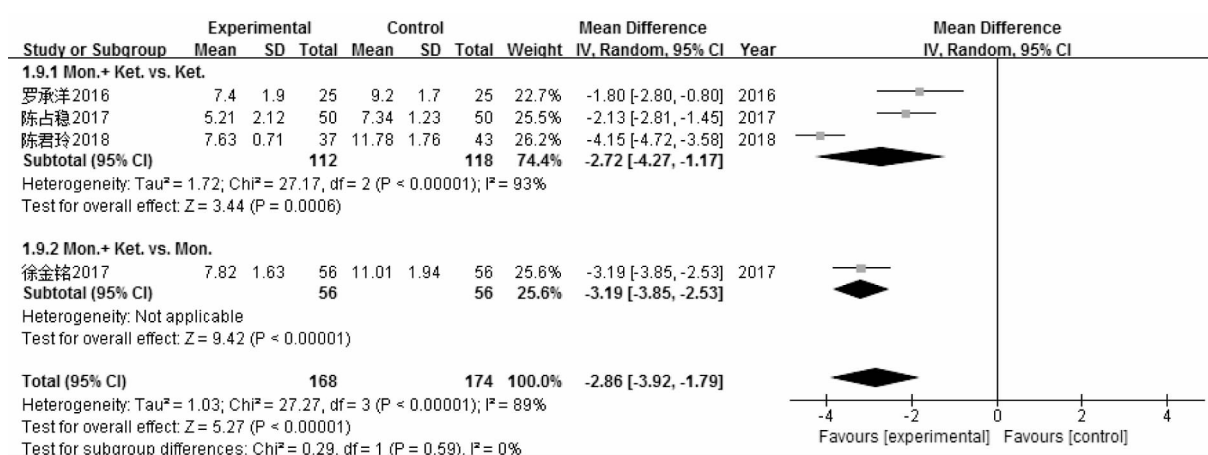 Experimental Control Mean Difference Mean Difference
Study or Subgroup Mean SD Total Mean SD Total Weight IV, Random, 95% CI Year IV, Random, 95% CI
1.9.1 Mon.+ Ket. vs. Ket.
罗承洋2016 7.4 1.9 25 9.2 1.7 25 22.7% -1.80 [-2.80, -0.80] 2016
陈占稳2017 5.21 2.12 50 7.34 1.23 50 25.5% -2.13 [-2.81, -1.45] 2017
陈君玲2018 7.63 0.71 37 11.78 1.76 43 26.2% -4.15 [-4.72, -3.58] 2018
Subtotal (95% CI) 112 118 74.4% -2.72 [-4.27, -1.17]
Heterogeneity: Tau² = 1.72; Chi² = 27.17, df = 2 (P < 0.00001); I² = 93%
Test for overall effect: Z = 3.44 (P = 0.0006)
1.9.2 Mon.+ Ket. vs. Mon.
徐金铭2017 7.82 1.63 56 11.01 1.94 56 25.6% -3.19 [-3.85, -2.53] 2017
Subtotal (95% CI) 56 56 25.6% -3.19 [-3.85, -2.53]
Heterogeneity: Not applicable
Test for overall effect: Z = 9.42 (P < 0.00001)
Total (95% CI) 168 174 100.0% -2.86 [-3.92, -1.79]
Heterogeneity: Tau² = 1.03; Chi² = 27.27, df = 3 (P < 0.00001); I² = 89%
Test for overall effect: Z = 5.27 (P < 0.00001)
Test for subgroup differences: Chi² = 0.29, df = 1 (P = 0.59), I² = 0%
-4 -2 0 2 4
Favours [experimental] Favours [control]